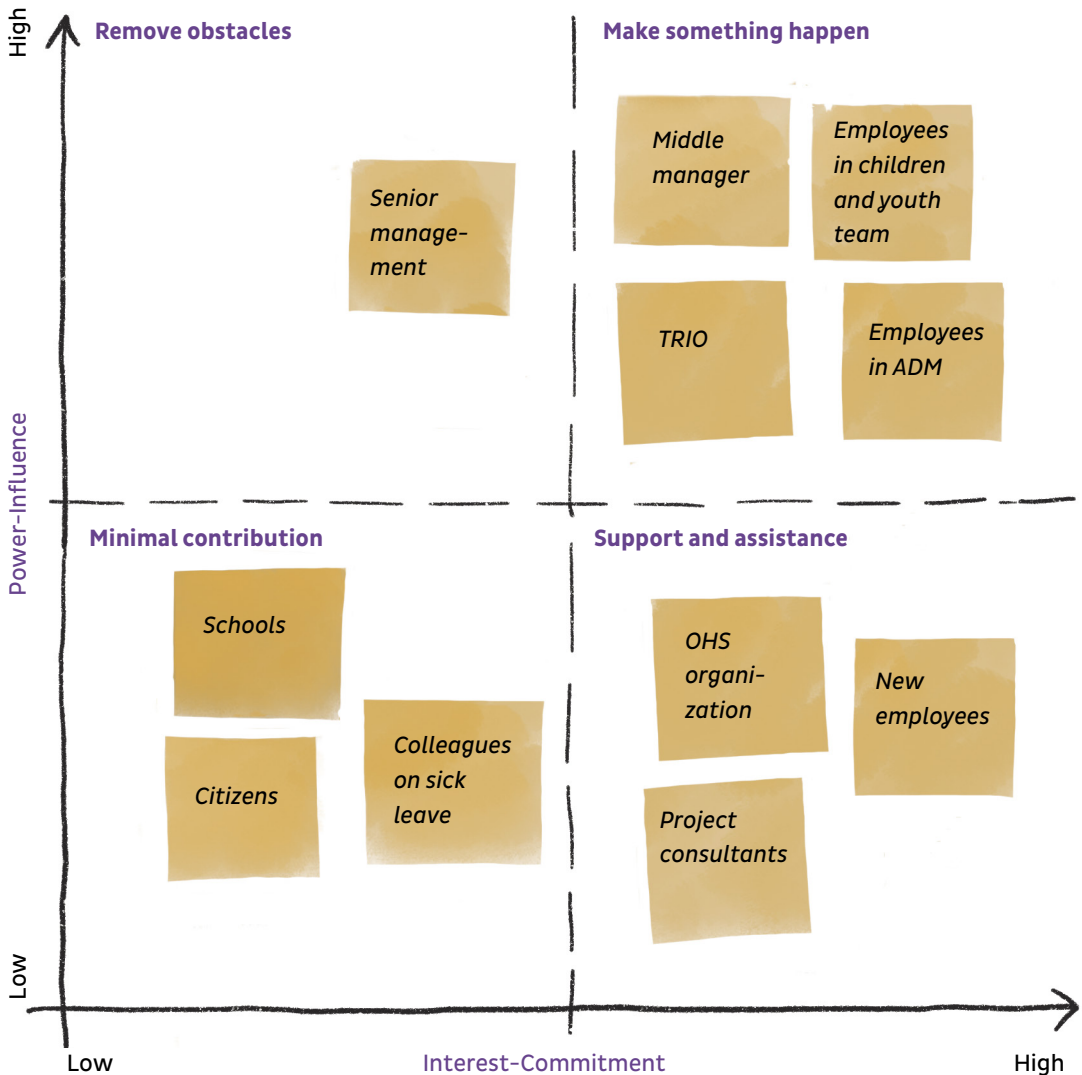 High
Remove obstacles
Make something happen
Senior
manage-
ment
Middle
manager
Employees
in children
and youth
team
TRIO
Employees
in ADM
Power-Influence
Minimal contribution
Support and assistance
Schools
Citizens
Colleagues
on sick
leave
OHS
organi-
zation
New
employees
Project
consultants
Low
Low
Interest-Commitment
High